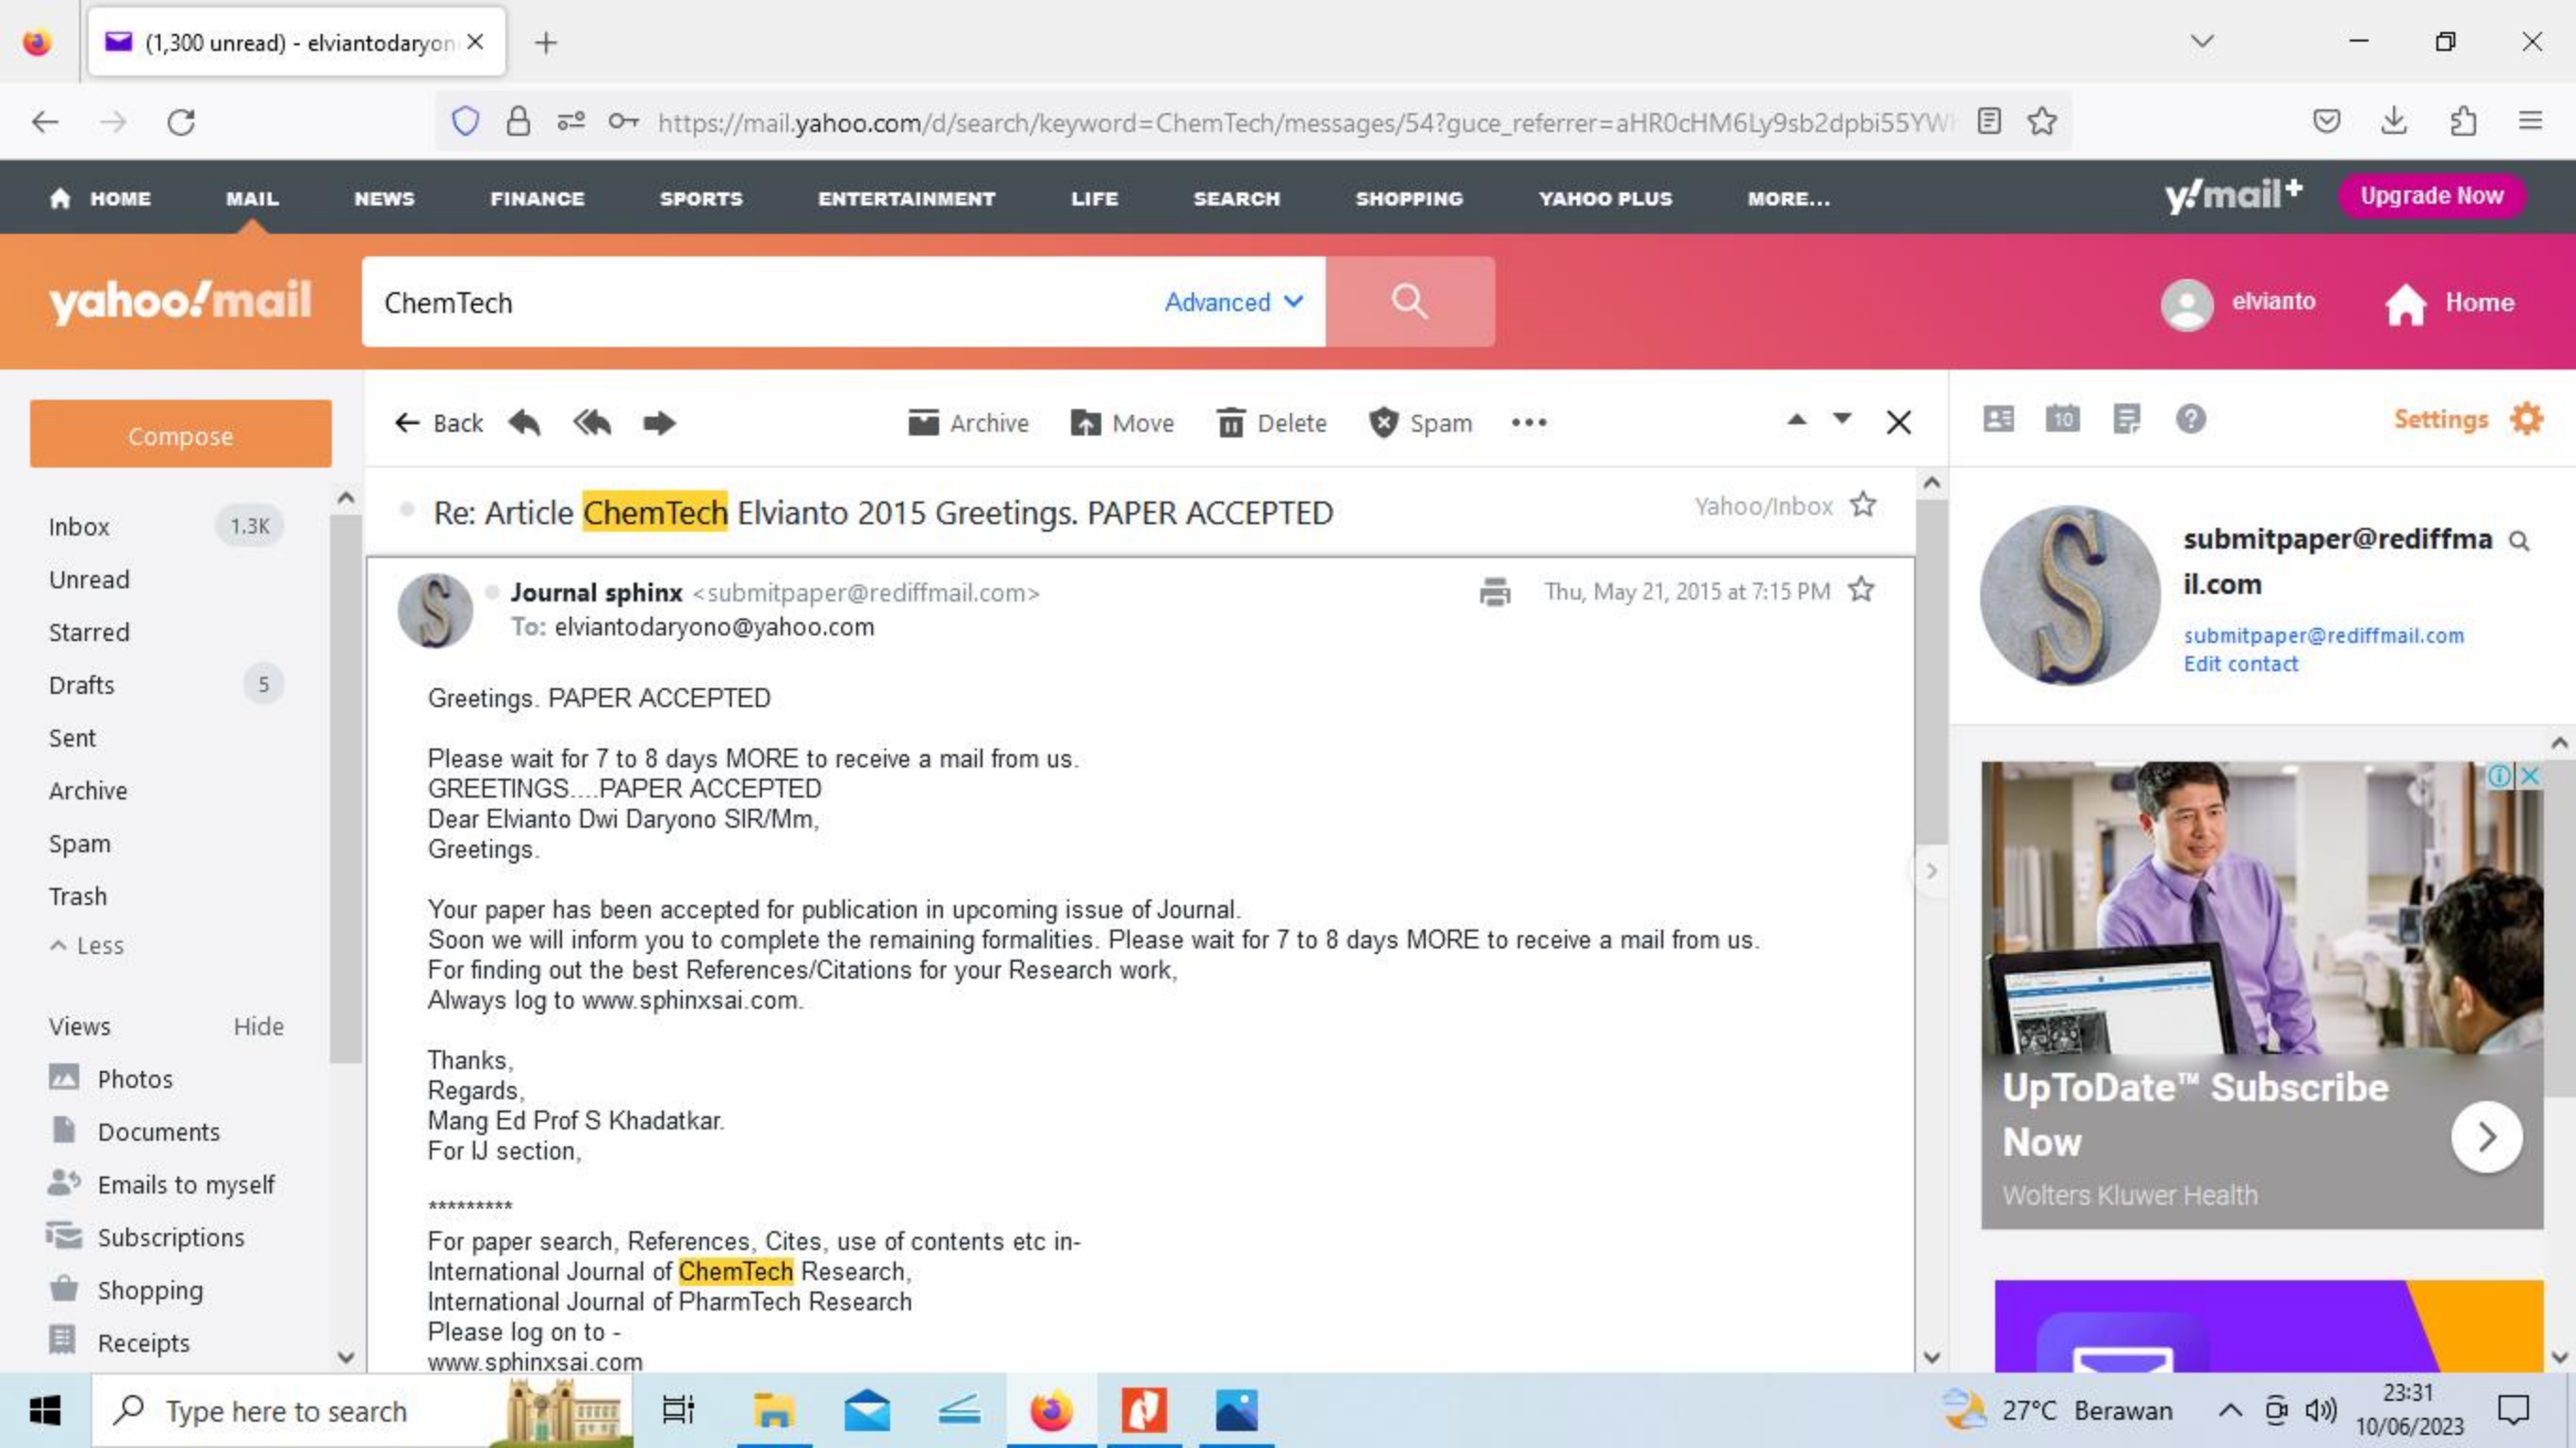 (1,300 unread) - elviantodaryon
https://mail.yahoo.com/d/search/keyword=ChemTech/messages/54?guce_referrer=aHR0cHM6Ly9sb2dpbi55YW
HOME MAIL NEWS FINANCE SPORTS ENTERTAINMENT LIFE SEARCH SHOPPING YAHOO PLUS MORE... y!mail+ Upgrade Now
yahoo!mail ChemTech Advanced elvianto Home
Compose
Back Archive Move Delete Spam ••• 10 Settings
Inbox 1.3K
Unread
Starred
Drafts 5
Sent
Archive
Spam
Trash
Less
Views Hide
Photos
Documents
Emails to myself
Subscriptions
Shopping
Receipts
Re: Article ChemTech Elvianto 2015 Greetings. PAPER ACCEPTED Yahoo/Inbox
Journal sphinx <submitpaper@rediffmail.com> Thu, May 21, 2015 at 7:15 PM
To: elviantodaryono@yahoo.com
Greetings. PAPER ACCEPTED
Please wait for 7 to 8 days MORE to receive a mail from us.
GREETINGS....PAPER ACCEPTED
Dear Elvianto Dwi Daryono SIR/Mm,
Greetings.
Your paper has been accepted for publication in upcoming issue of Journal.
Soon we will inform you to complete the remaining formalities. Please wait for 7 to 8 days MORE to receive a mail from us.
For finding out the best References/Citations for your Research work,
Always log to www.sphinxsai.com.
Thanks,
Regards,
Mang Ed Prof S Khadatkar.
For IJ section,
*********
For paper search, References, Cites, use of contents etc in-
International Journal of ChemTech Research,
International Journal of PharmTech Research
Please log on to -
www.sphinxsai.com
S
submitpaper@rediffma
il.com
submitpaper@rediffmail.com
Edit contact
UpToDate™ Subscribe
Now
Wolters Kluwer Health
Type here to search
27°C Berawan
23:31
10/06/2023